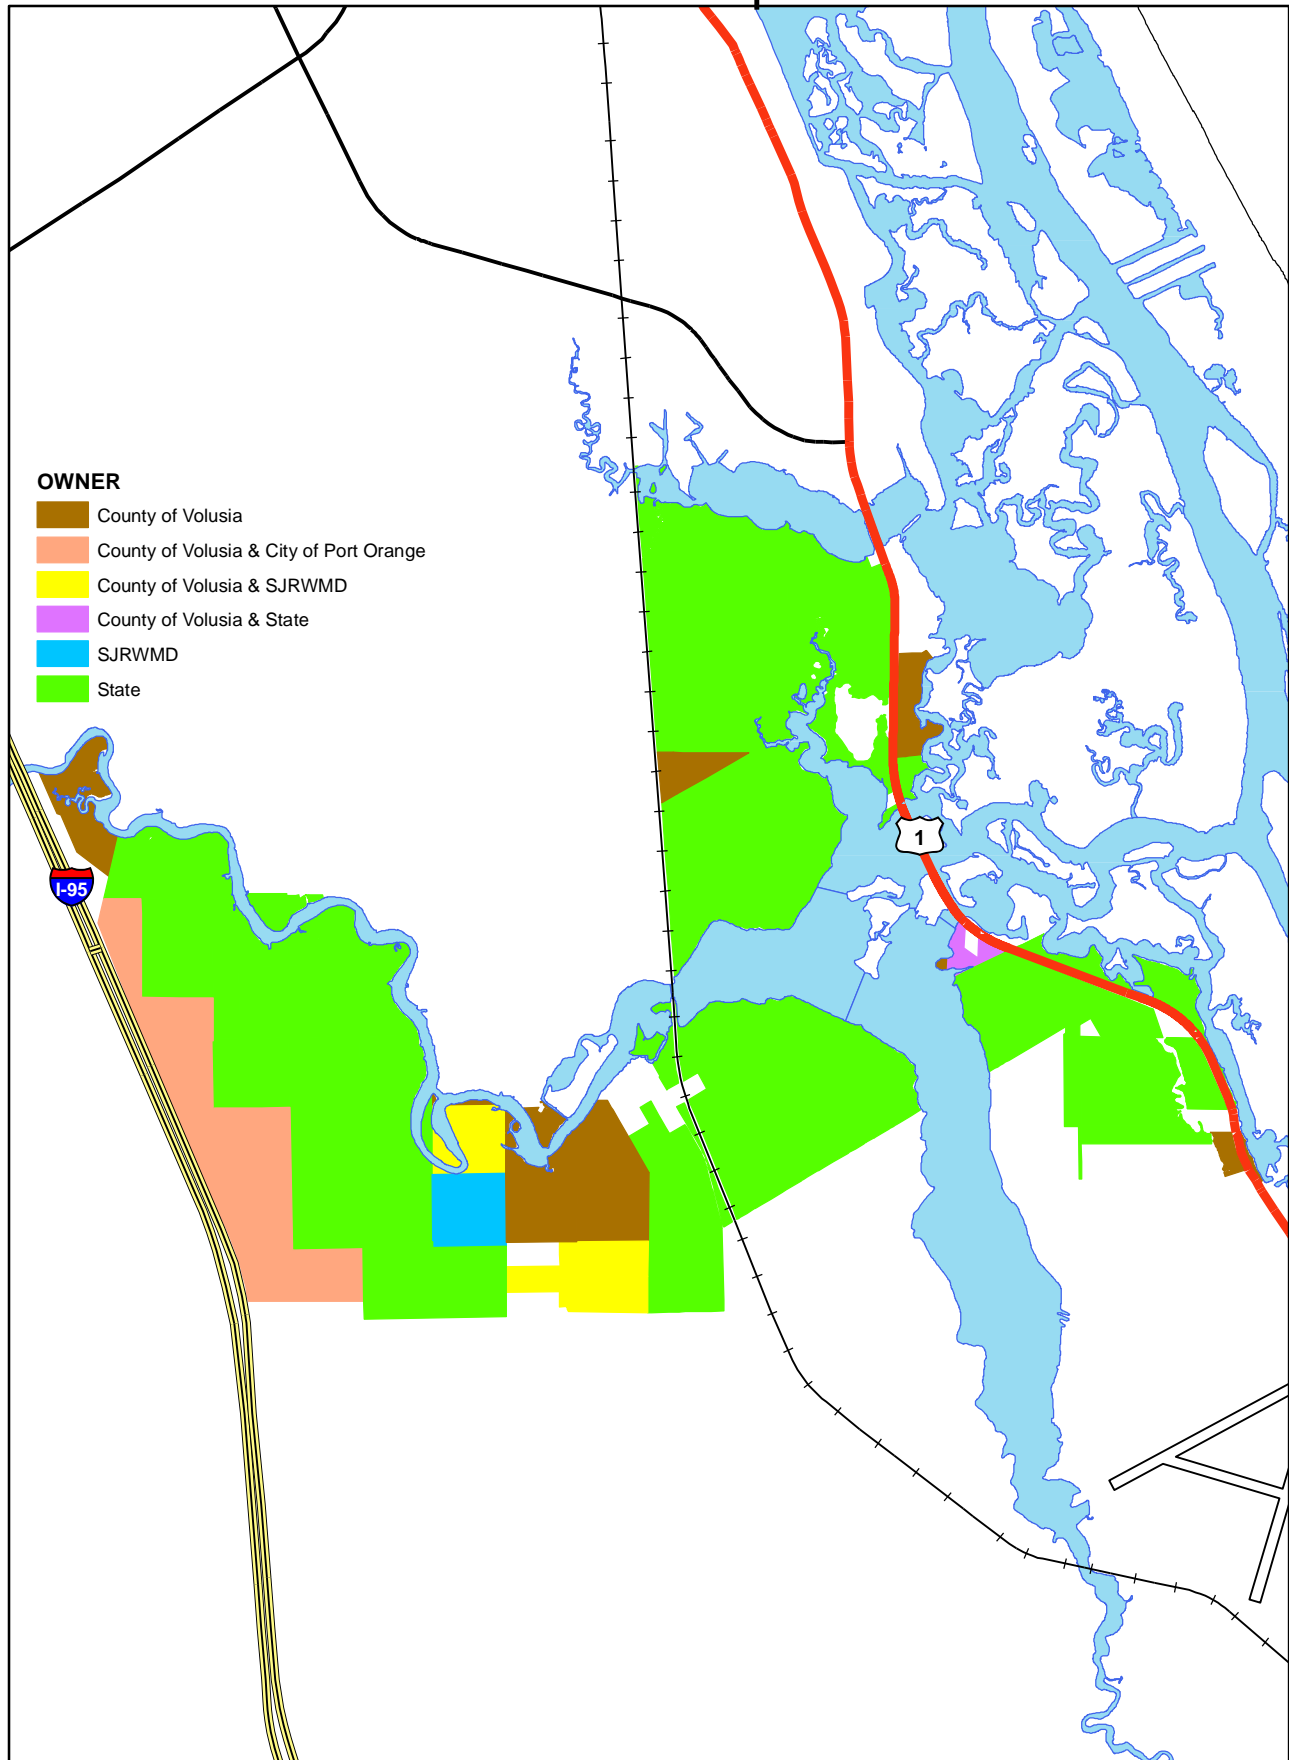 OWNER
County of Volusia
County of Volusia & City of Port Orange
County of Volusia & SJRWMD
County of Volusia & State
SJRWMD
State
1
I-95